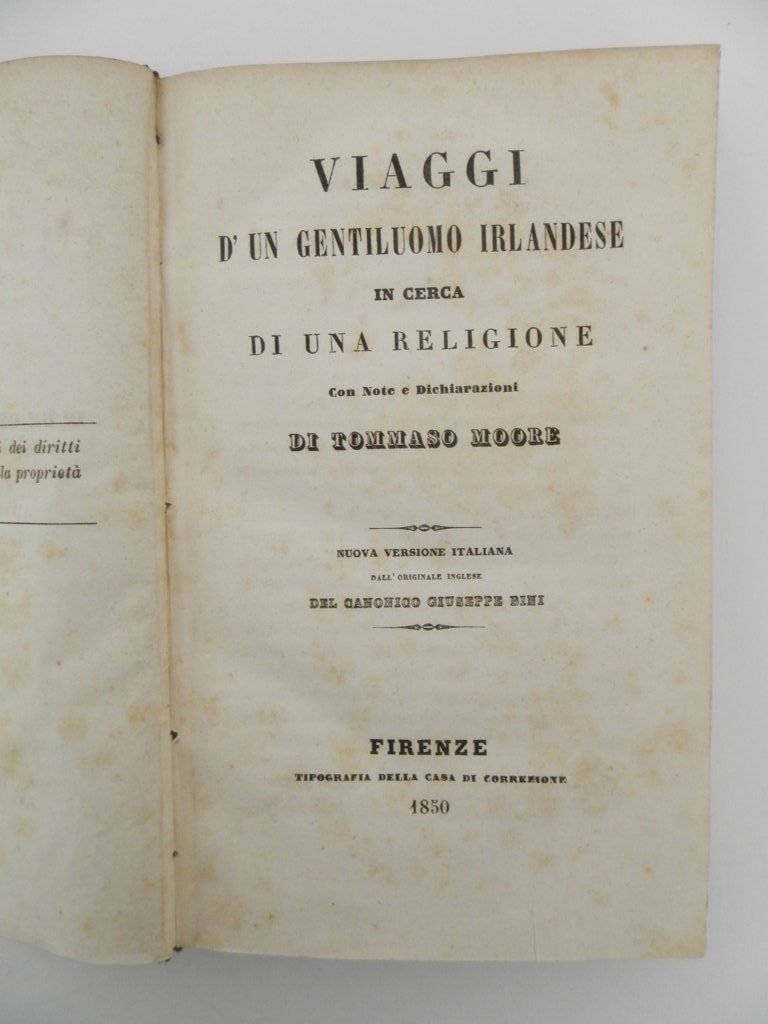 i dei diritti
la proprietà
VIAGGI
D' UN GENTILUOMO IRLANDESE
IN CERCA
DI UNA RELIGIONE
Con Note e Dichiarazioni
DI TOMMASO MOORE
NUOVA VERSIONE ITALIANA
DALL' ORIGINALE INGLESE
DEL CANONICO GIUSEPPE BINI
FIRENZE
TIPOGRAFIA DELLA CASA DI CORREZIONE
1850